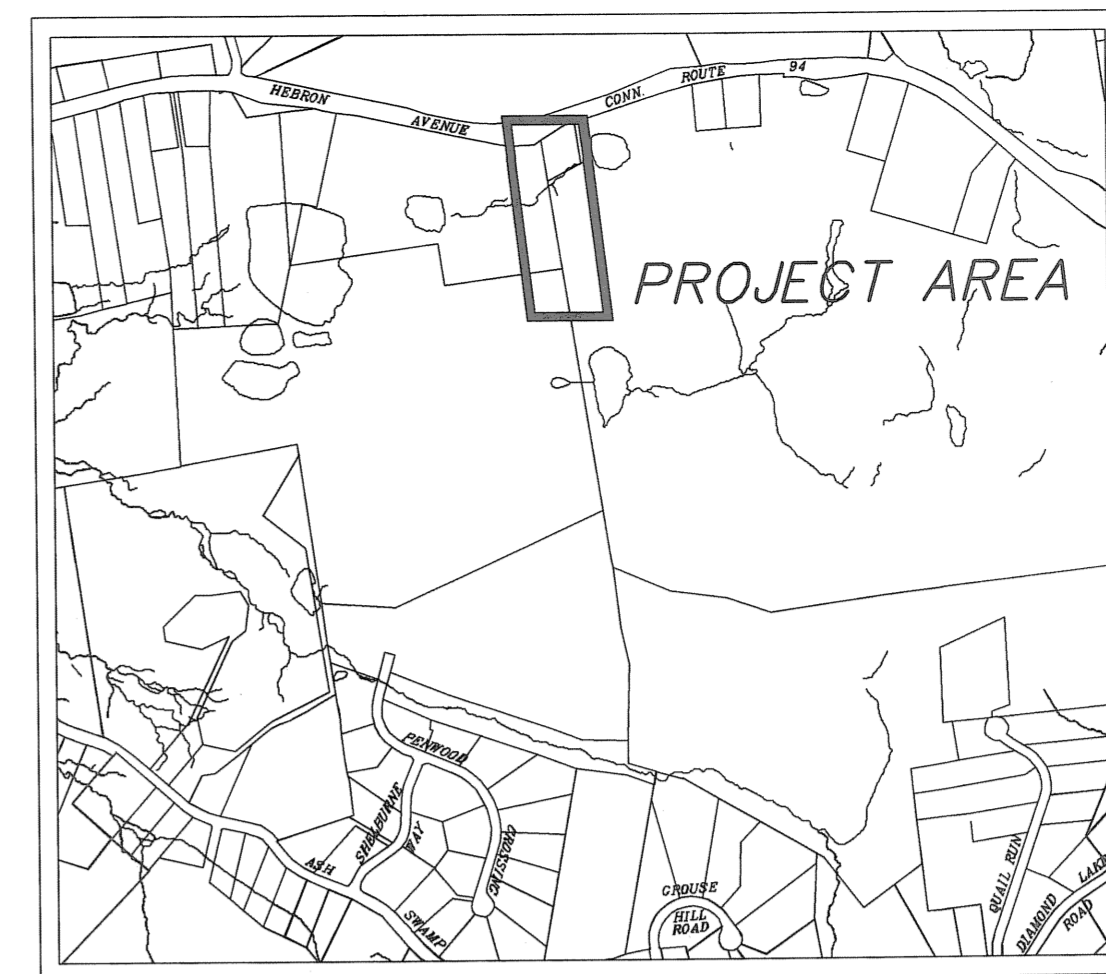 HEBRON AVENUE
CONN. ROUTE 94
PROJECT AREA
PENWOOD CROSSING
SHELBURNE WAY
ASH SWAMP
GROUSE
HILL
ROAD
QUAIL RUN
DIAMOND LAKE
ROAD